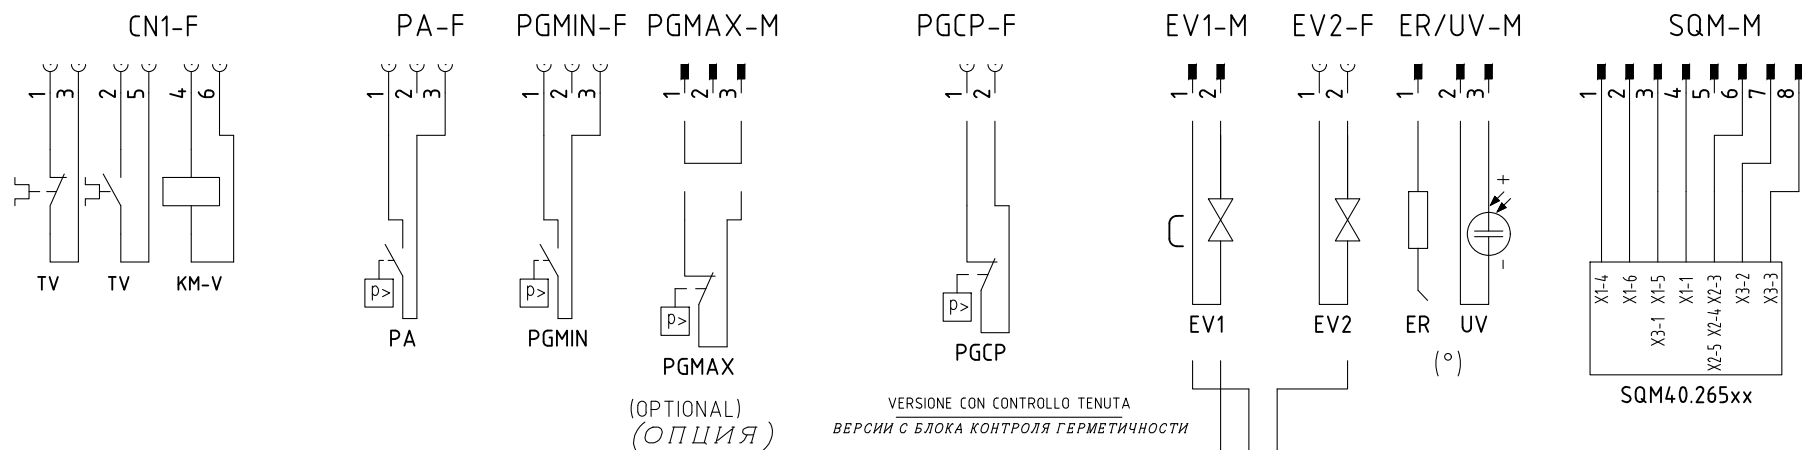 CN1-F PA-F PGMIN-F PGMAX-M PGCP-F EV1-M EV2-F ER/UV-M SQM-M
1 3 2 5 4 6 1 2 3 1 2 3 1 2 3 1 2 1 2 1 2 1 2 3 1 2 3 4 5 6 7 8
+
−
TV TV KM-V
p> p> p> p>
X1-4 X1-6 X1-5 X1-1 X2-3 X3-2 X3-3
X3-1 X2-4
X2-5
PA PGMIN EV1 EV2 ER UV
PGMAX PGCP (°)
SQM40.265xx
(OPTIONAL)
(ОПЦИЯ)
VERSIONE CON CONTROLLO TENUTA
ВЕРСИИ С БЛОКА КОНТРОЛЯ ГЕРМЕТИЧНОСТИ